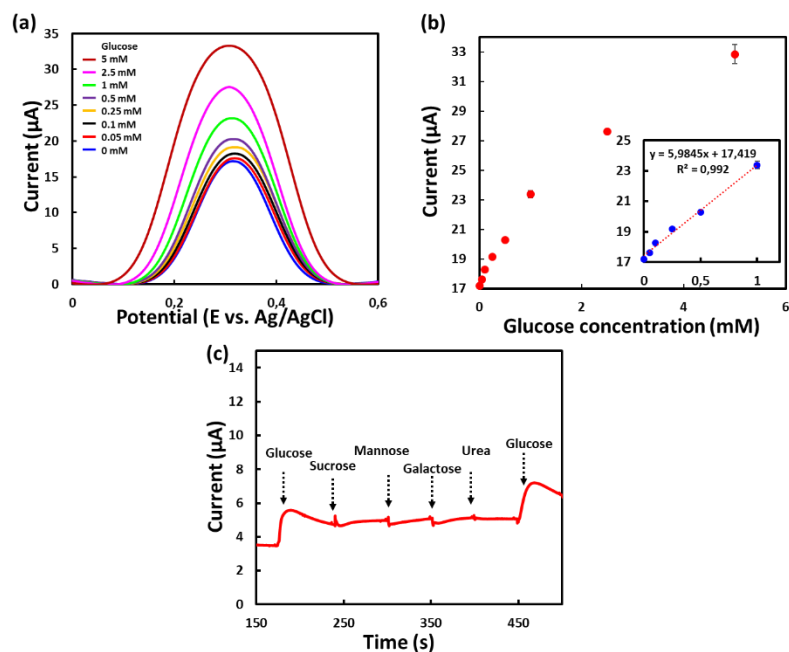 (a)
Current (µA)
35
30
25
20
15
10
5
0
Glucose
5 mM
2.5 mM
1 mM
0.5 mM
0.25 mM
0.1 mM
0.05 mM
0 mM
0
0,2
0,4
0,6
Potential (E vs. Ag/AgCl)
(b)
Current (µA)
33
31
29
27
25
23
21
19
17
25
23
21
19
17
y = 5,9845x + 17,419
R² = 0,992
0
0,5
1
0
2
4
6
Glucose concentration (mM)
(c)
Current (µA)
14
12
10
8
6
4
2
0
Glucose
Sucrose
Mannose
Galactose
Urea
Glucose
150
250
350
450
Time (s)